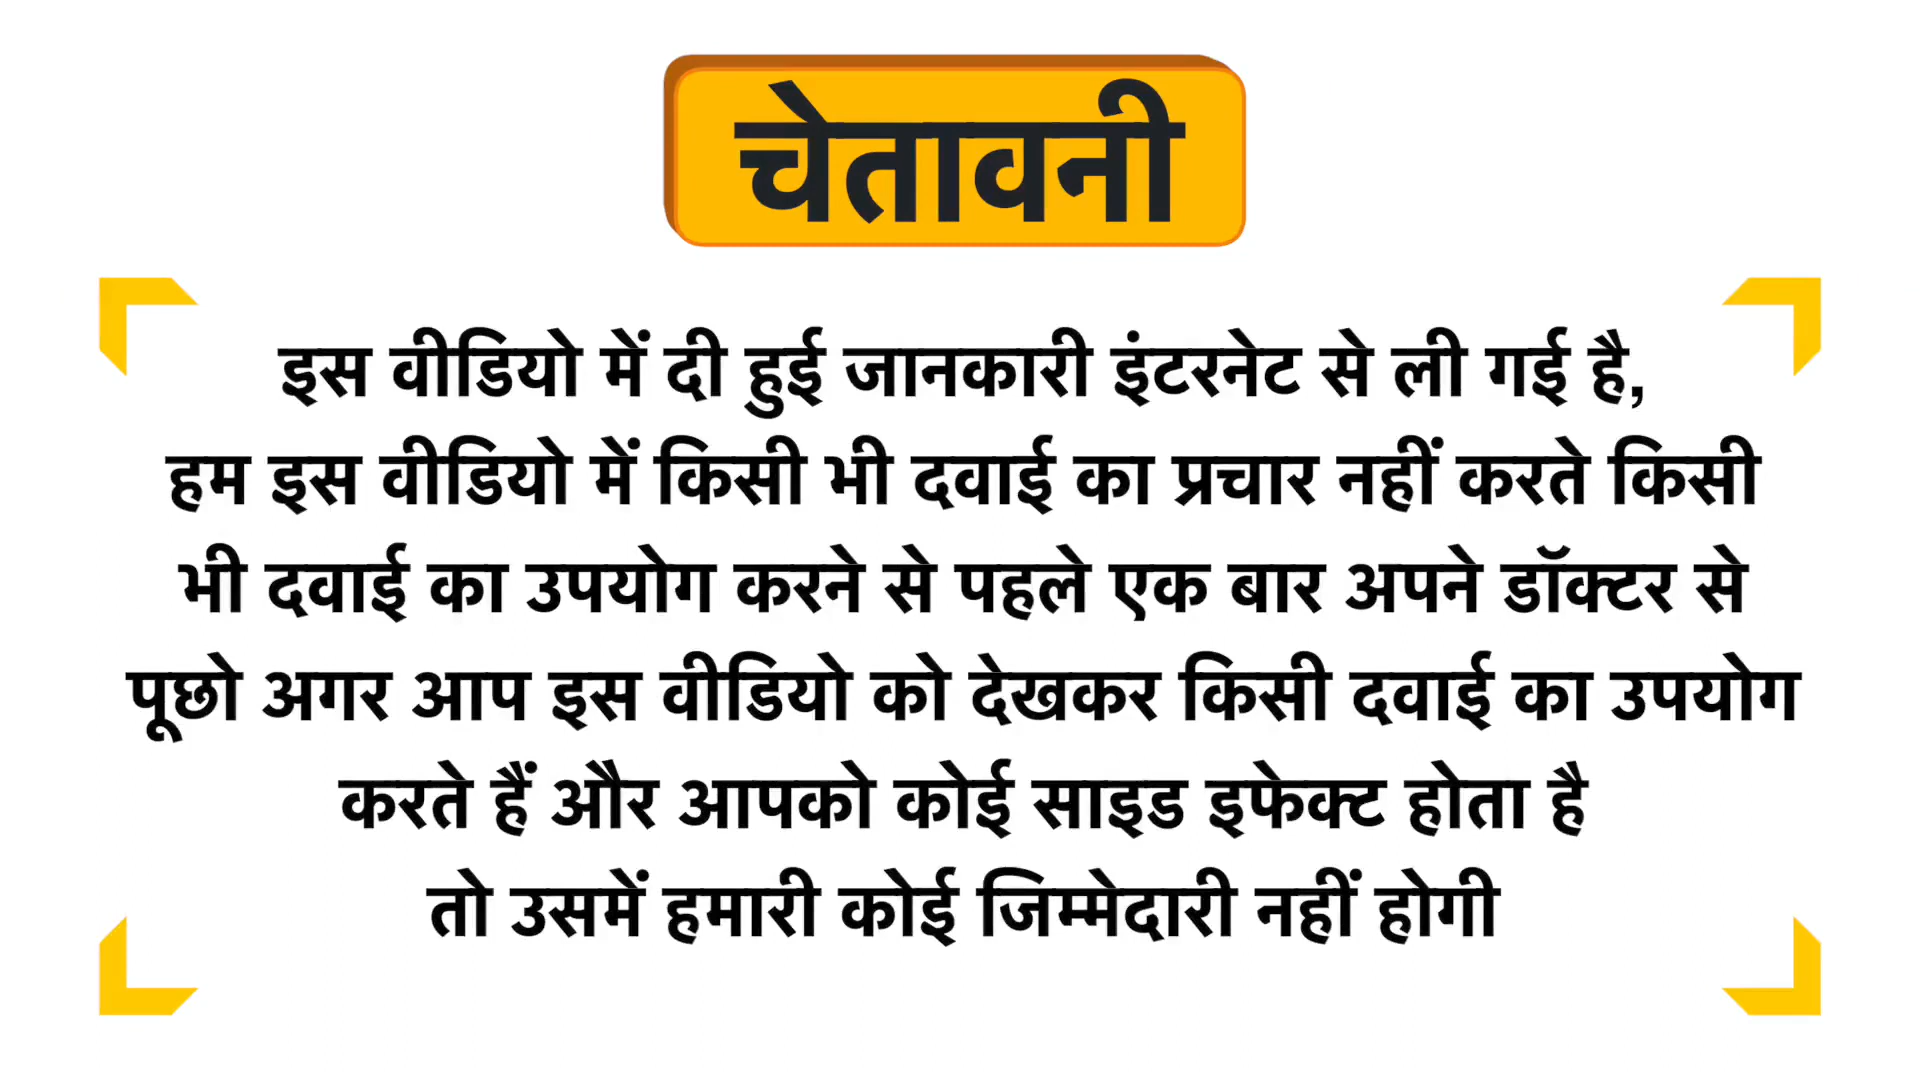 चेतावनी
इस वीडियो में दी हुई जानकारी इंटरनेट से ली गई है,
हम इस वीडियो में किसी भी दवाई का प्रचार नहीं करते किसी
भी दवाई का उपयोग करने से पहले एक बार अपने डॉक्टर से
पूछो अगर आप इस वीडियो को देखकर किसी दवाई का उपयोग
करते हैं और आपको कोई साइड इफेक्ट होता है
तो उसमें हमारी कोई जिम्मेदारी नहीं होगी